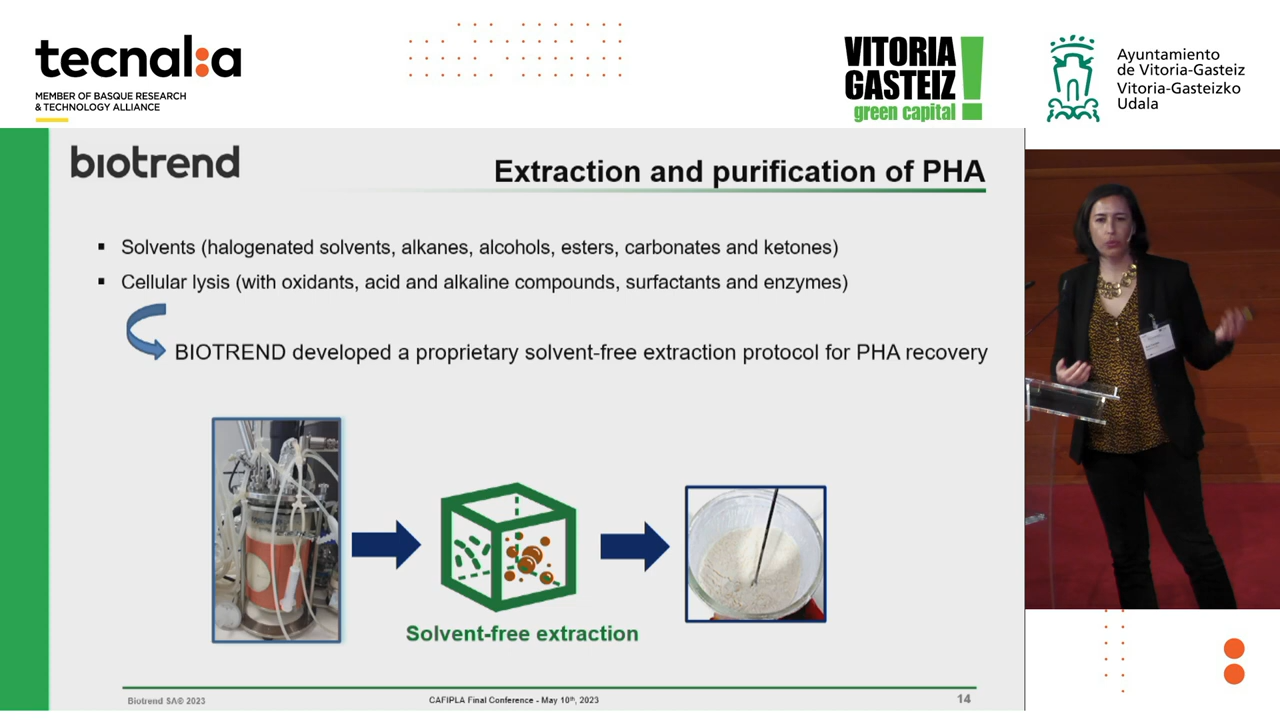 tecnal:a
MEMBER OF BASQUE RESEARCH
& TECHNOLOGY ALLIANCE
VITORIA
GASTEIZ
green capital
Ayuntamiento
de Vitoria-Gasteiz
Vitoria-Gasteizko
Udala
biotrend
Extraction and purification of PHA
▪ Solvents (halogenated solvents, alkanes, alcohols, esters, carbonates and ketones)
▪ Cellular lysis (with oxidants, acid and alkaline compounds, surfactants and enzymes)
BIOTREND developed a proprietary solvent-free extraction protocol for PHA recovery
Solvent-free extraction
Biotrend SA© 2023
CAFIPLA Final Conference - May 10th, 2023
14